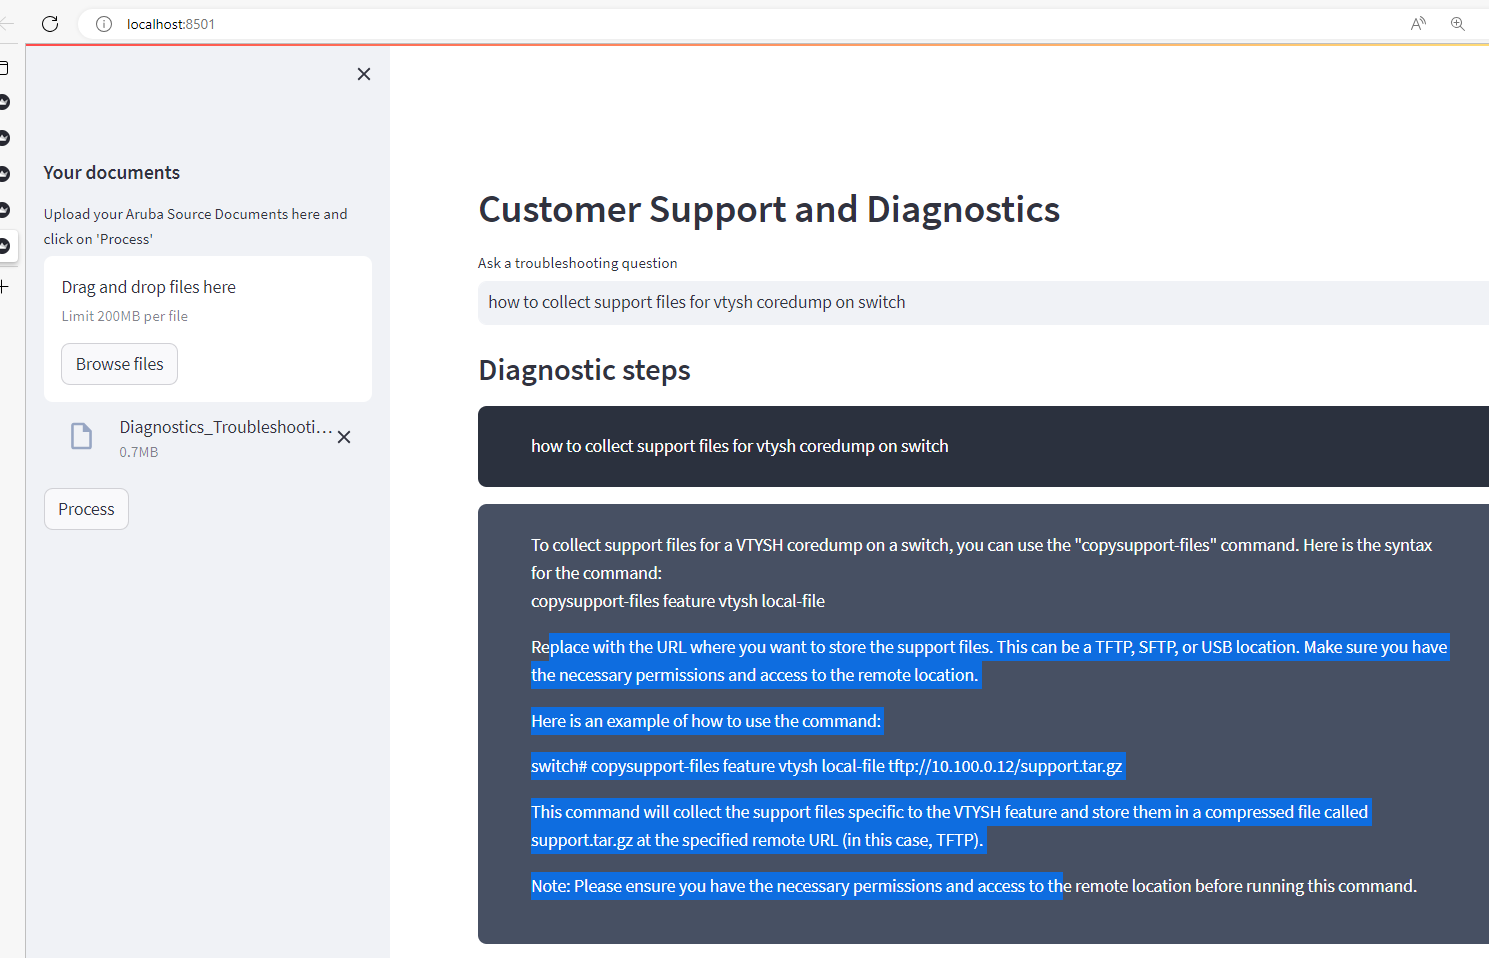 localhost:8501
Your documents
Upload your Aruba Source Documents here and
click on 'Process'
Drag and drop files here
Limit 200MB per file
Browse files
Diagnostics_Troubleshooti...
0.7MB
Process
Customer Support and Diagnostics
Ask a troubleshooting question
how to collect support files for vtysh coredump on switch
Diagnostic steps
how to collect support files for vtysh coredump on switch
To collect support files for a VTYSH coredump on a switch, you can use the "copysupport-files" command. Here is the syntax
for the command:
copysupport-files feature vtysh local-file
Replace with the URL where you want to store the support files. This can be a TFTP, SFTP, or USB location. Make sure you have
the necessary permissions and access to the remote location.
Here is an example of how to use the command:
switch# copysupport-files feature vtysh local-file tftp://10.100.0.12/support.tar.gz
This command will collect the support files specific to the VTYSH feature and store them in a compressed file called
support.tar.gz at the specified remote URL (in this case, TFTP).
Note: Please ensure you have the necessary permissions and access to the remote location before running this command.